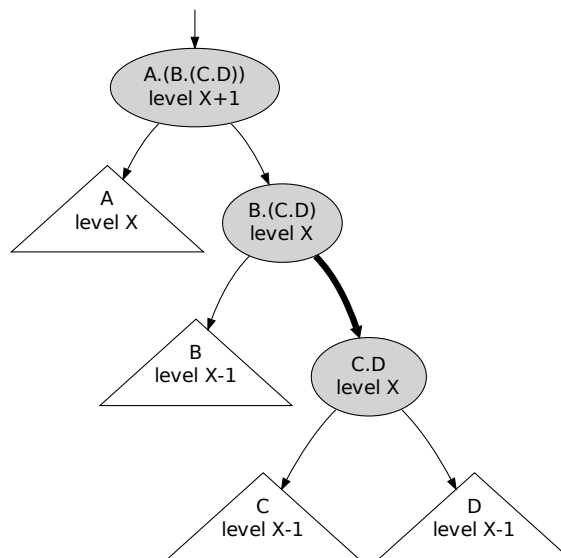 A.(B.(C.D))
level X+1
A
level X
B.(C.D)
level X
B
level X-1
C.D
level X
C
level X-1
D
level X-1